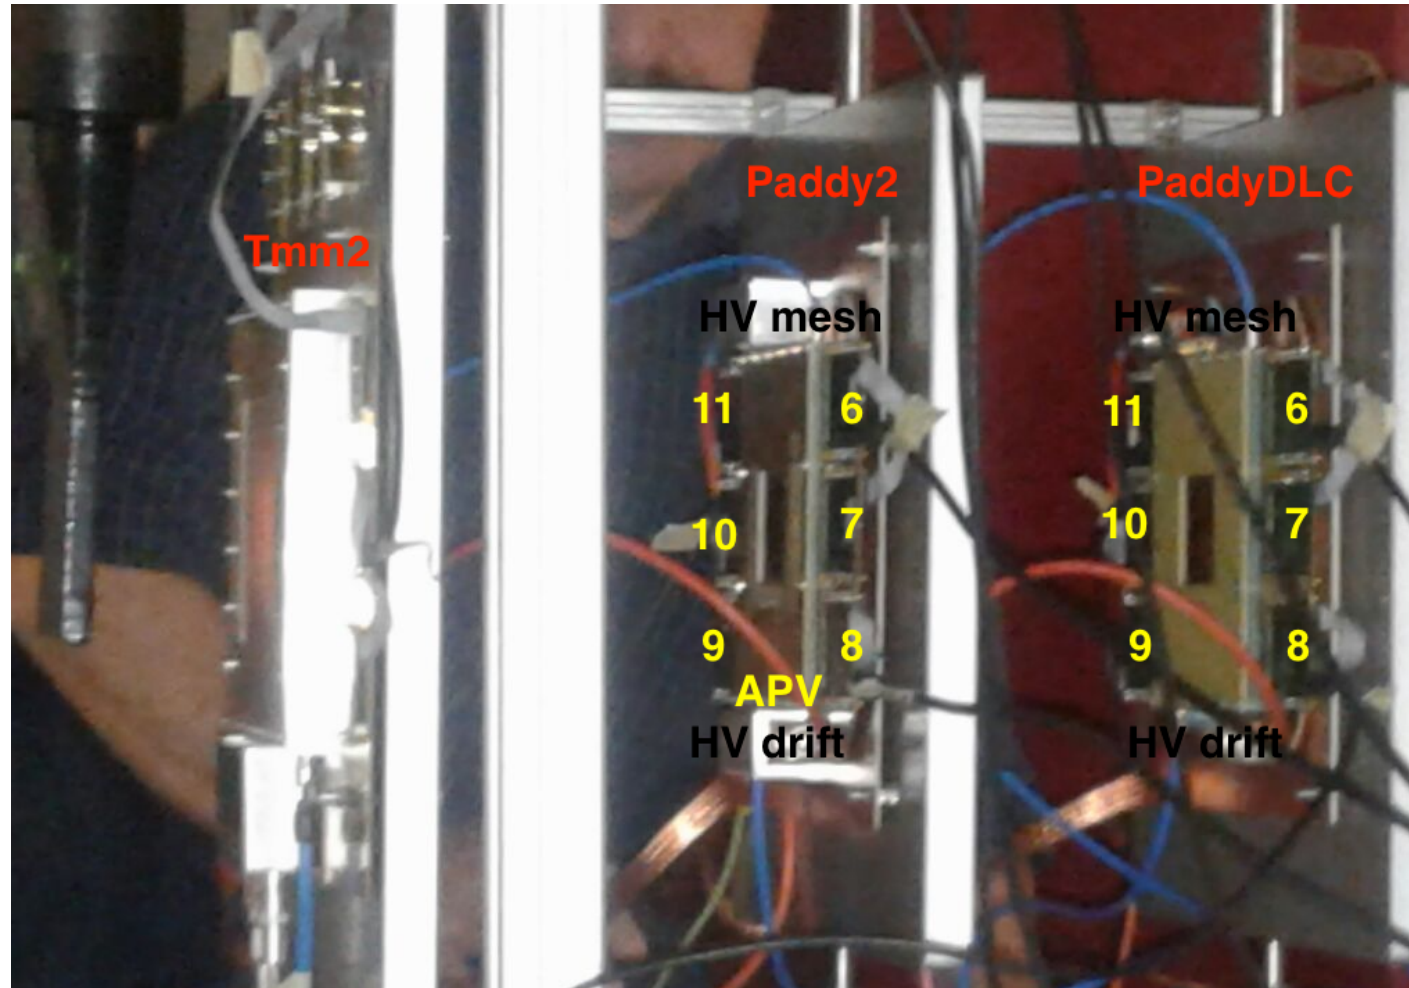 Tmm2
Paddy2
PaddyDLC
HV mesh
HV mesh
11 6
11 6
10 7
10 7
9 8
9 8
APV
HV drift
HV drift